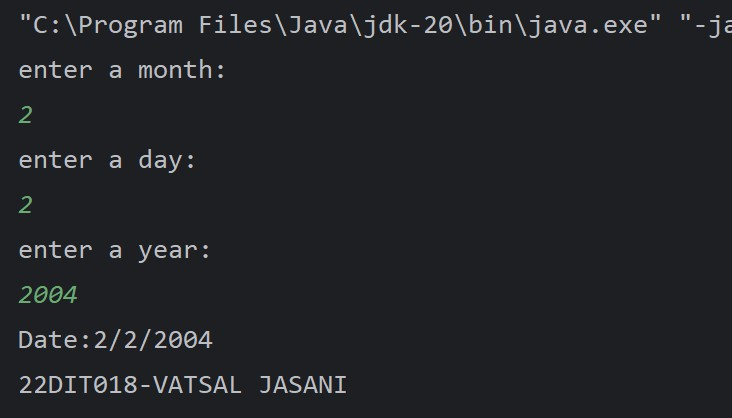 "C:\Program Files\Java\jdk-20\bin\java.exe" "-ja
enter a month:
2
enter a day:
2
enter a year:
2004
Date:2/2/2004
22DIT018-VATSAL JASANI